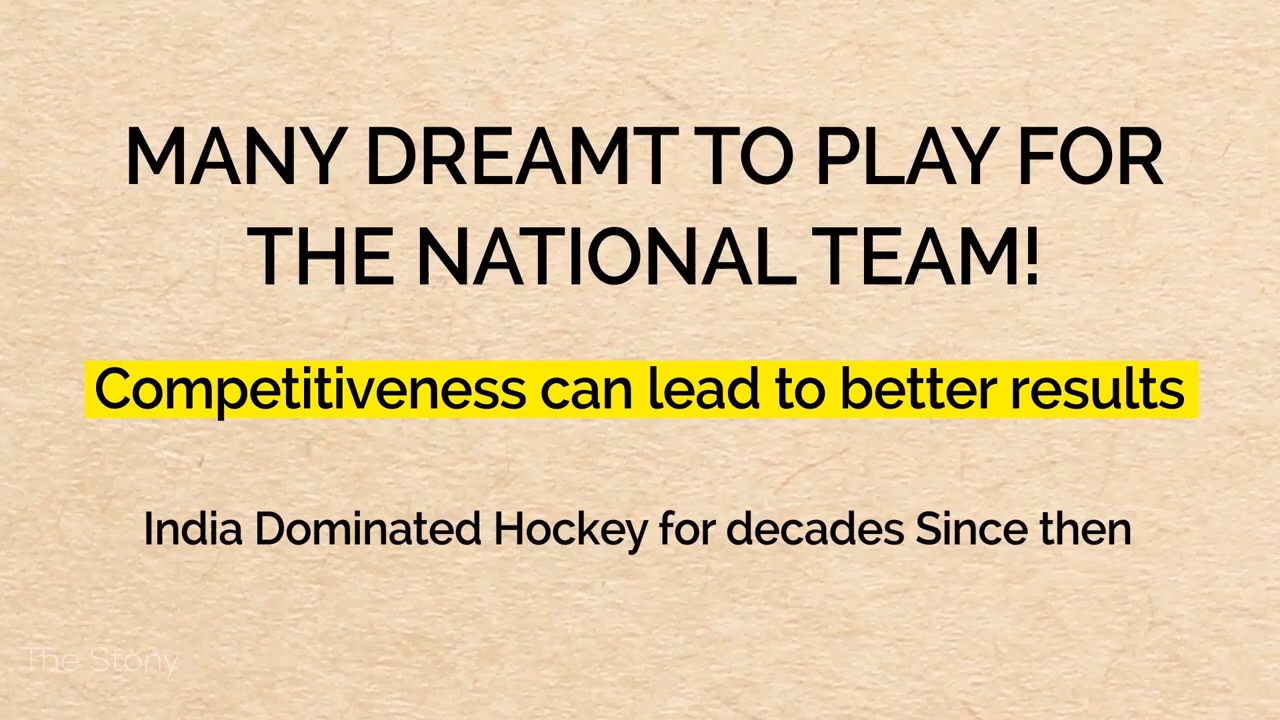 MANY DREAMT TO PLAY FOR
THE NATIONAL TEAM!
Competitiveness can lead to better results
India Dominated Hockey for decades Since then
The Stony